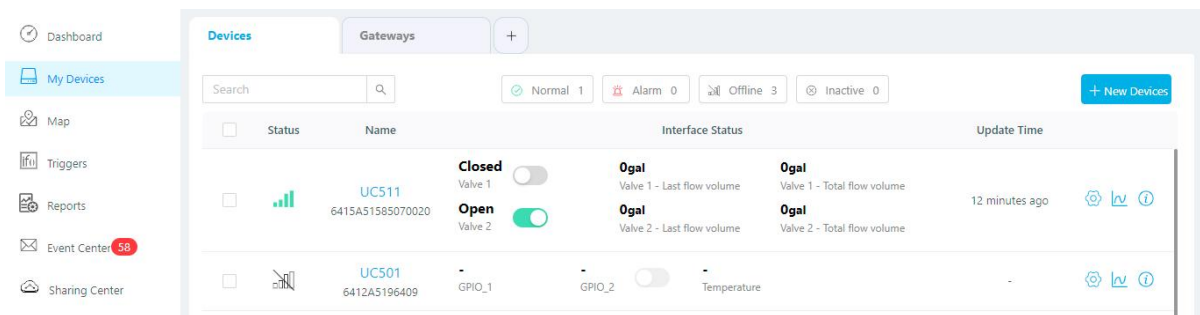 Dashboard
My Devices
Map
Triggers
Reports
Event Center 58
Sharing Center
Devices Gateways +
Search Normal 1 Alarm 0 Offline 3 Inactive 0 + New Devices
Status Name Interface Status Update Time
Closed 0gal 0gal
Valve 1 Valve 1 - Last flow volume Valve 1 - Total flow volume
UC511 12 minutes ago
6415A51585070020
Open 0gal 0gal
Valve 2 Valve 2 - Last flow volume Valve 2 - Total flow volume
UC501 - - - -
6412A5196409 GPIO_1 GPIO_2 Temperature